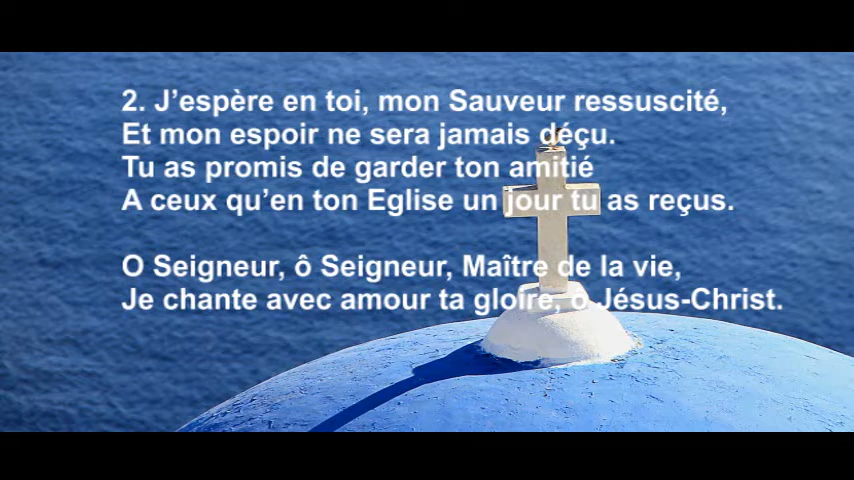 2. J’espère en toi, mon Sauveur ressuscité,
Et mon espoir ne sera jamais déçu.
Tu as promis de garder ton amitié
A ceux qu’en ton Eglise un jour tu as reçus.
O Seigneur, ô Seigneur, Maître de la vie,
Je chante avec amour ta gloire, ô Jésus-Christ.